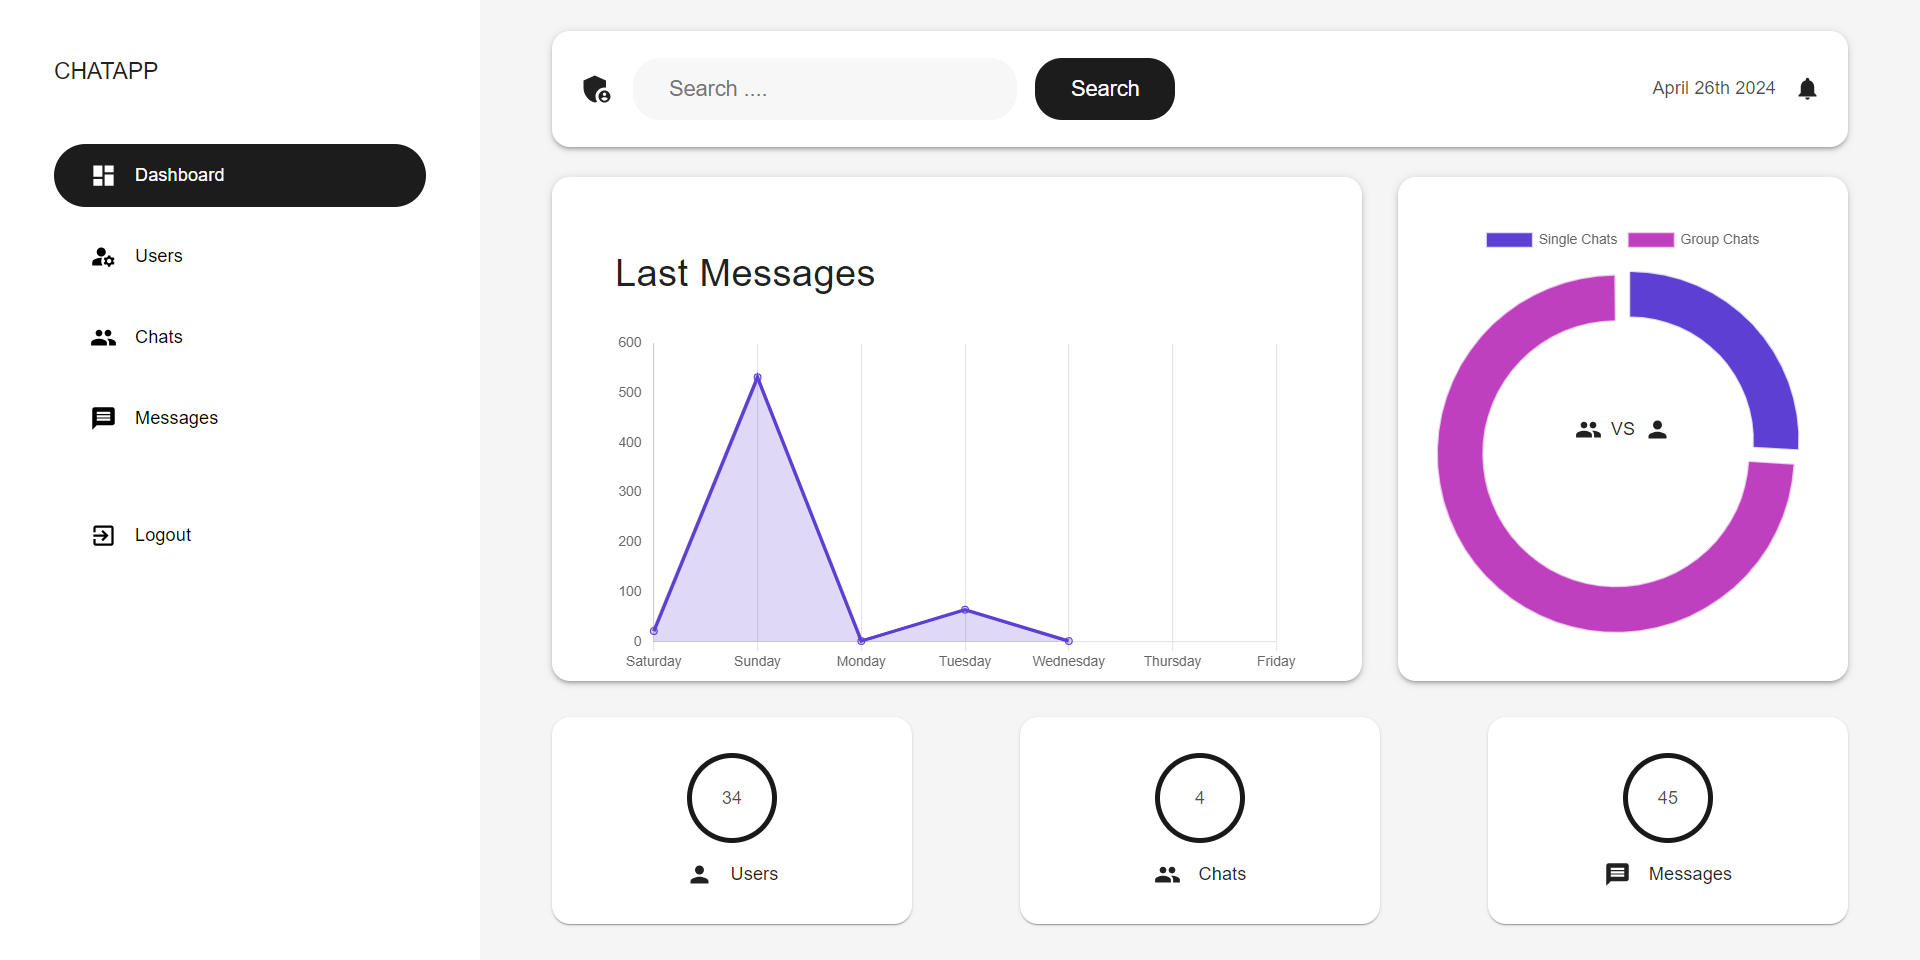 CHATAPP
Dashboard
Users
Chats
Messages
Logout
Search ....
Search
April 26th 2024
Last Messages
600
500
400
300
200
100
0
Saturday Sunday Monday Tuesday Wednesday Thursday Friday
Single Chats Group Chats
VS
34
Users
4
Chats
45
Messages